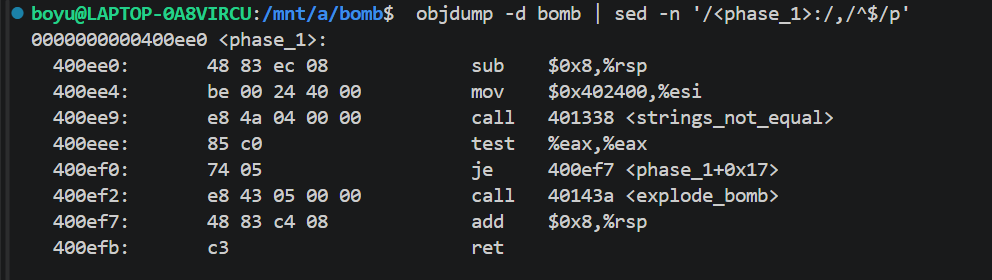 boyu@LAPTOP-0A8VIRCU:/mnt/a/bomb$ objdump -d bomb | sed -n '/<phase_1>:/,/^$/p'
0000000000400ee0 <phase_1>:
400ee0: 48 83 ec 08 sub $0x8,%rsp
400ee4: be 00 24 40 00 mov $0x402400,%esi
400ee9: e8 4a 04 00 00 call 401338 <strings_not_equal>
400eee: 85 c0 test %eax,%eax
400ef0: 74 05 je 400ef7 <phase_1+0x17>
400ef2: e8 43 05 00 00 call 40143a <explode_bomb>
400ef7: 48 83 c4 08 add $0x8,%rsp
400efb: c3 ret